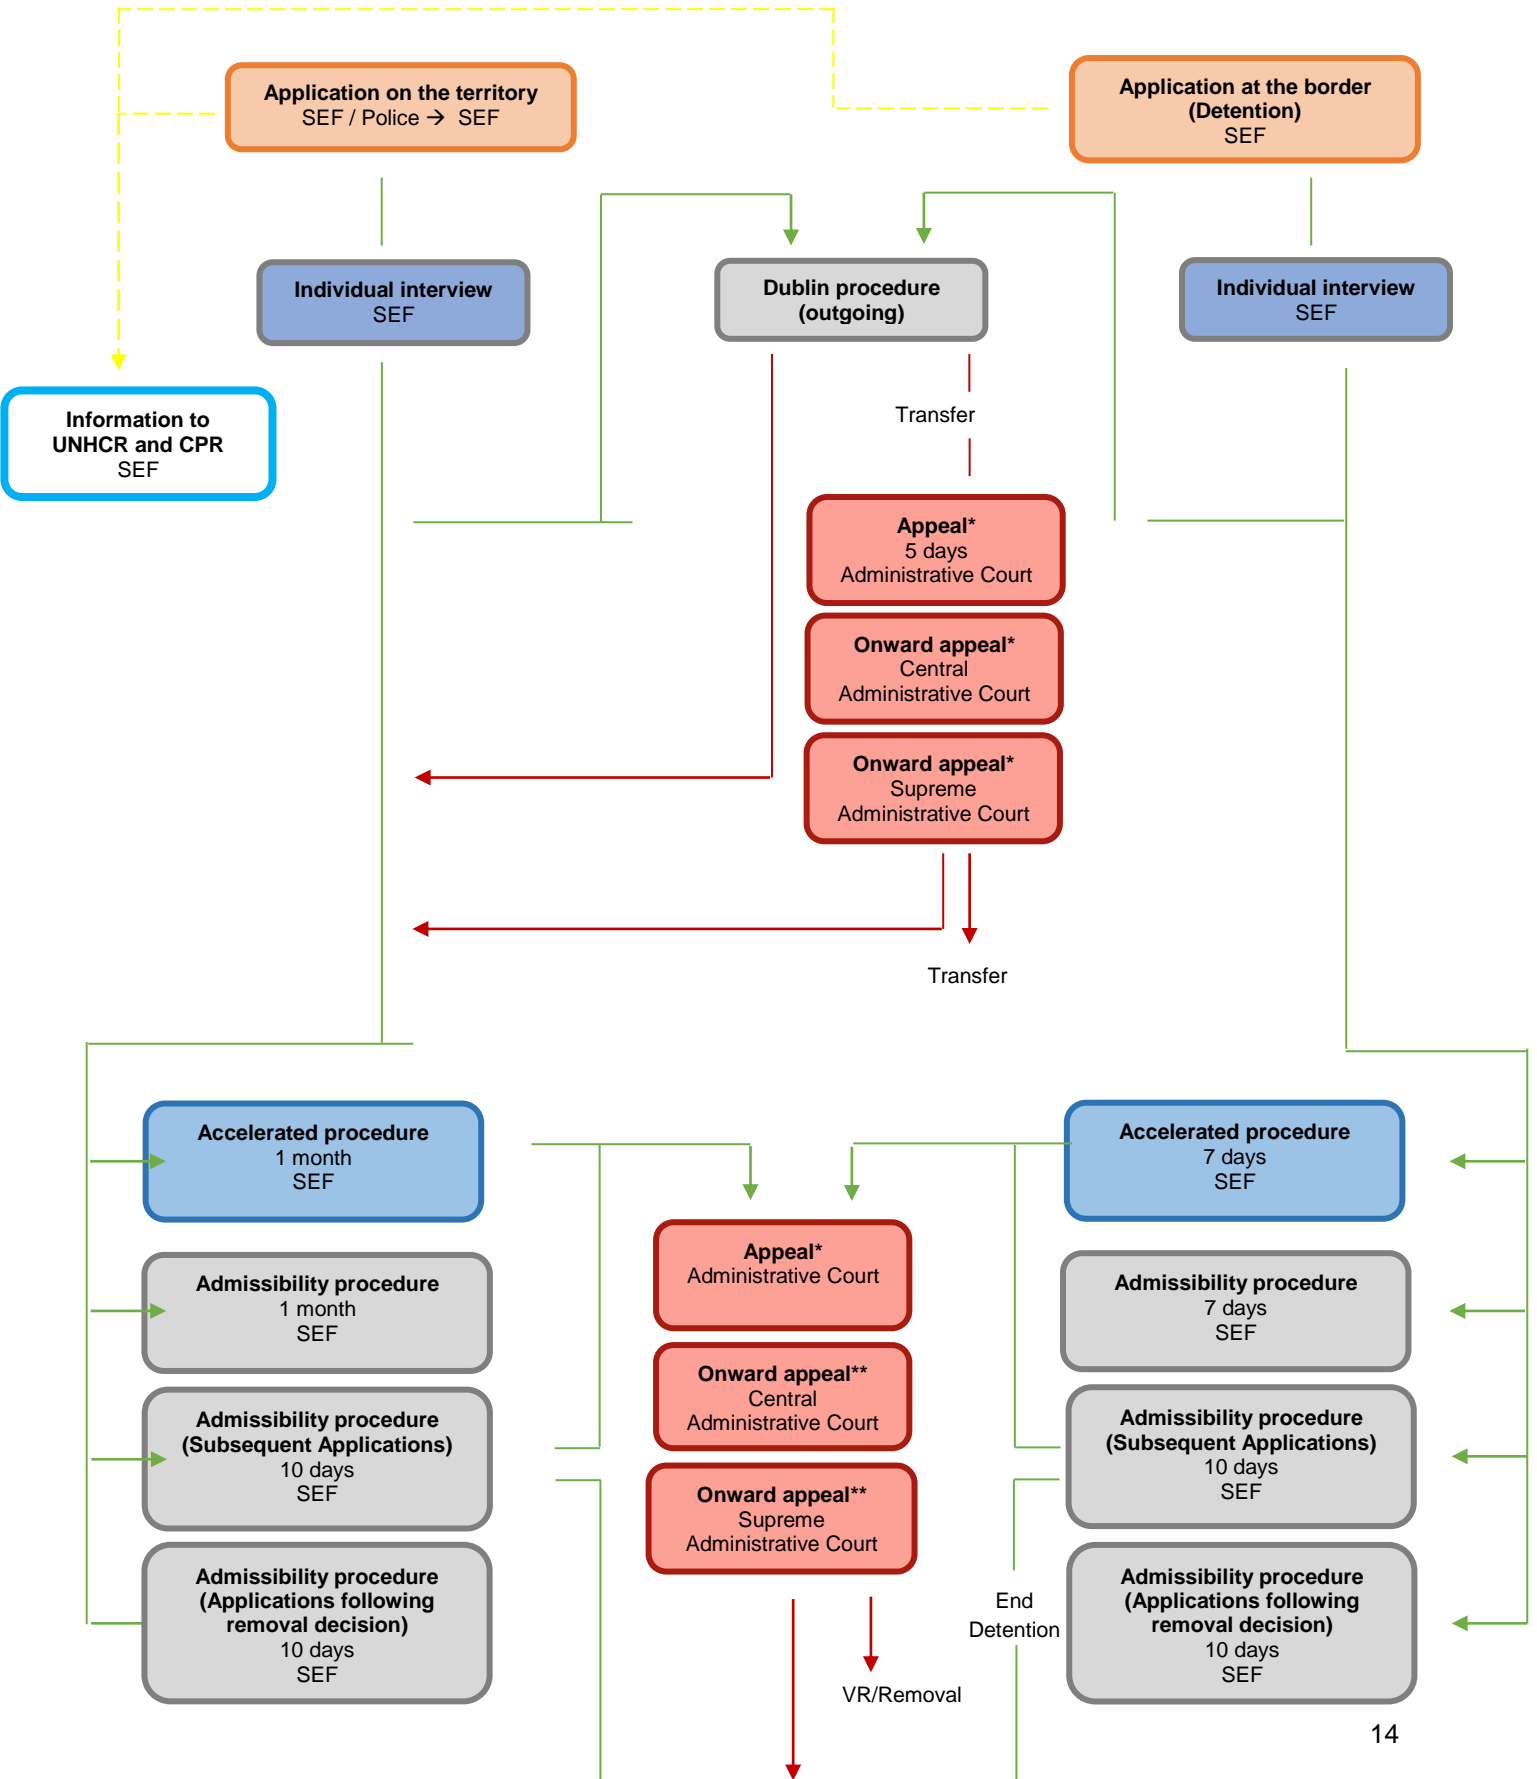 Application on the territory
SEF / Police → SEF
Application at the border
(Detention)
SEF
Individual interview
SEF
Dublin procedure
(outgoing)
Individual interview
SEF
Information to
UNHCR and CPR
SEF
Transfer
Appeal*
5 days
Administrative Court
Onward appeal*
Central
Administrative Court
Onward appeal*
Supreme
Administrative Court
Transfer
Accelerated procedure
1 month
SEF
Accelerated procedure
7 days
SEF
Appeal*
Administrative Court
Admissibility procedure
1 month
SEF
Admissibility procedure
7 days
SEF
Onward appeal**
Central
Administrative Court
Admissibility procedure
(Subsequent Applications)
10 days
SEF
Admissibility procedure
(Subsequent Applications)
10 days
SEF
Onward appeal**
Supreme
Administrative Court
Admissibility procedure
(Applications following
removal decision)
10 days
SEF
End
Detention
Admissibility procedure
(Applications following
removal decision)
10 days
SEF
VR/Removal
14